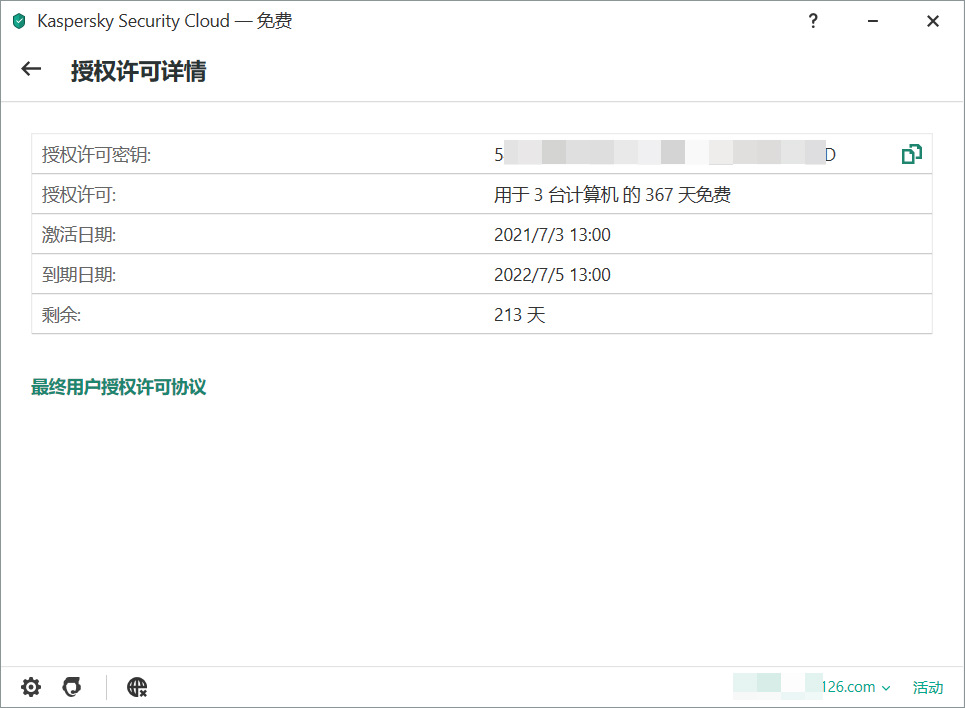 Kaspersky Security Cloud — 免费
授权许可详情
授权许可密钥: 5 D
授权许可: 用于 3 台计算机 的 367 天免费
激活日期: 2021/7/3 13:00
到期日期: 2022/7/5 13:00
剩余: 213 天
最终用户授权许可协议
126.com 活动